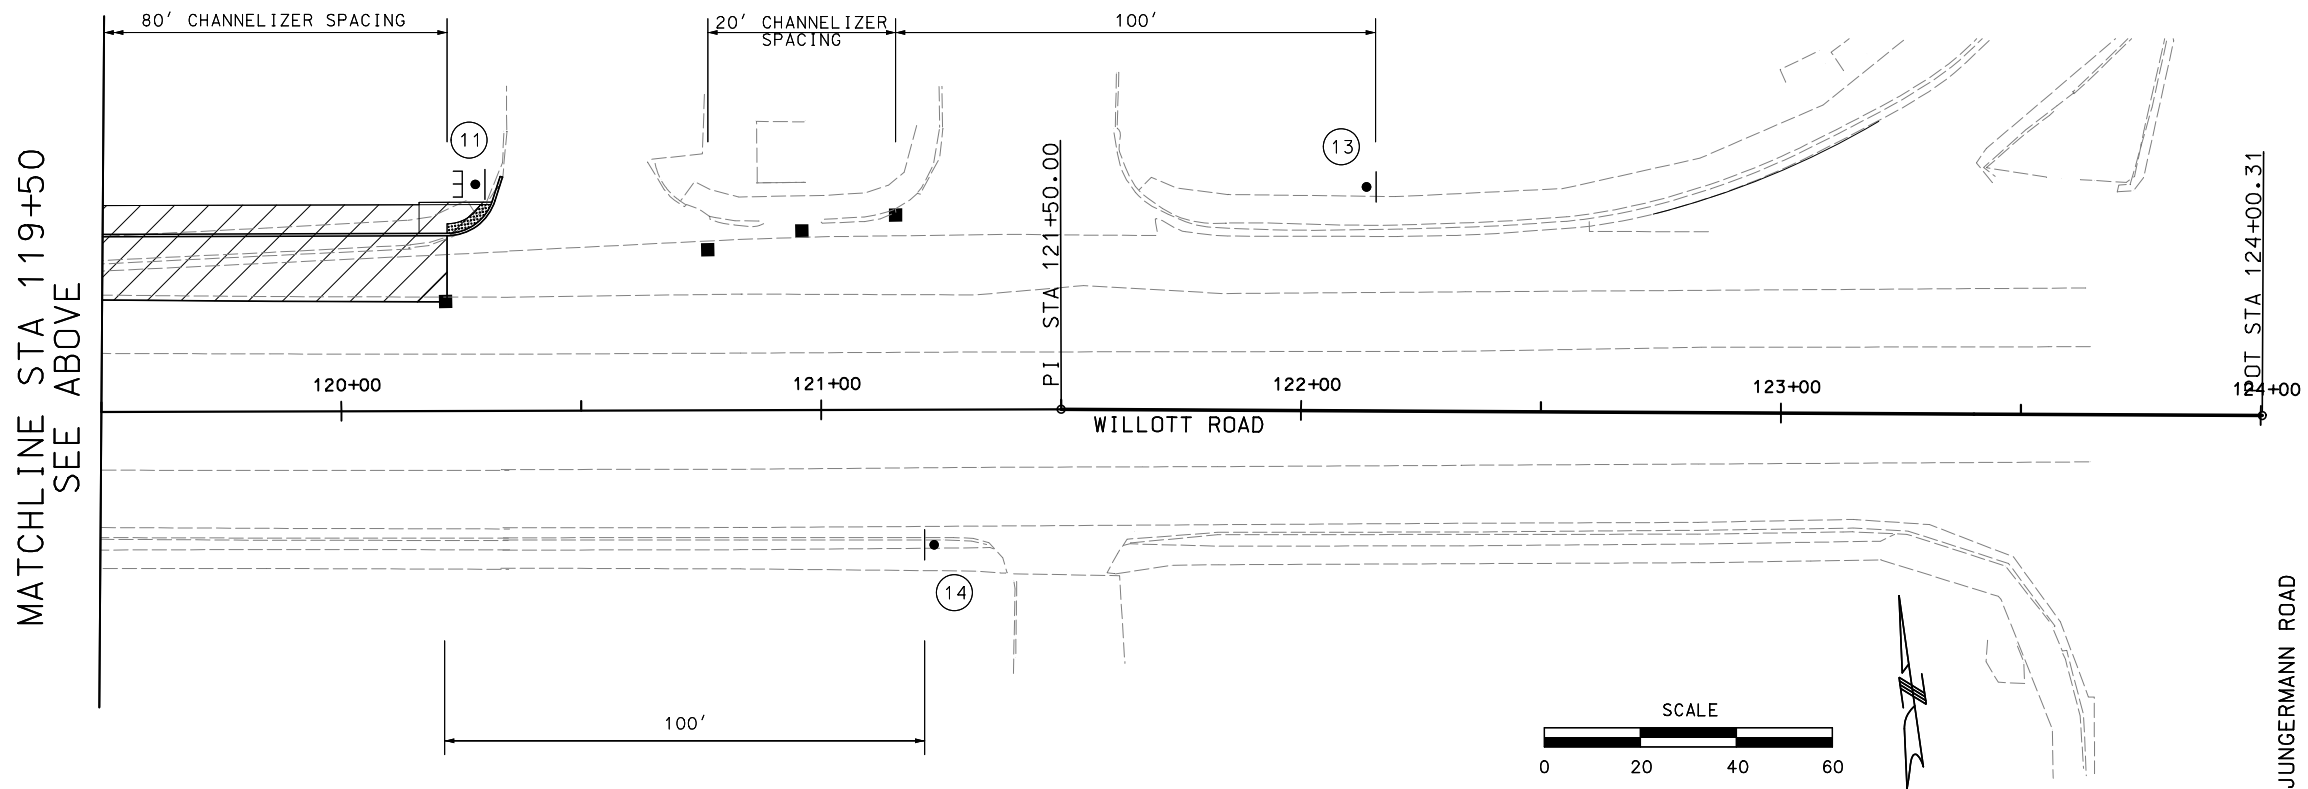 80' CHANNELIZER SPACING
20' CHANNELIZER
SPACING
100'
11
13
MATCHLINE STA 119+50
SEE ABOVE
PI STA 121+50.00
POT STA 124+00.31
120+00
121+00
122+00
123+00
124+00
WILLOTT ROAD
14
100'
SCALE
0 20 40 60
JUNGERMANN ROAD